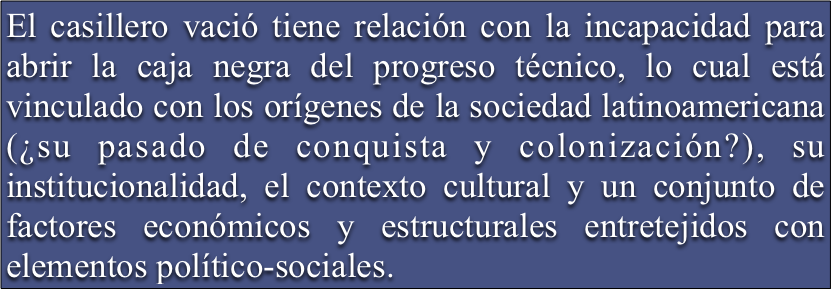 El casillero vació tiene relación con la incapacidad para
abrir la caja negra del progreso técnico, lo cual está
vinculado con los orígenes de la sociedad latinoamericana
(¿su pasado de conquista y colonización?), su
institucionalidad, el contexto cultural y un conjunto de
factores económicos y estructurales entretejidos con
elementos político-sociales.